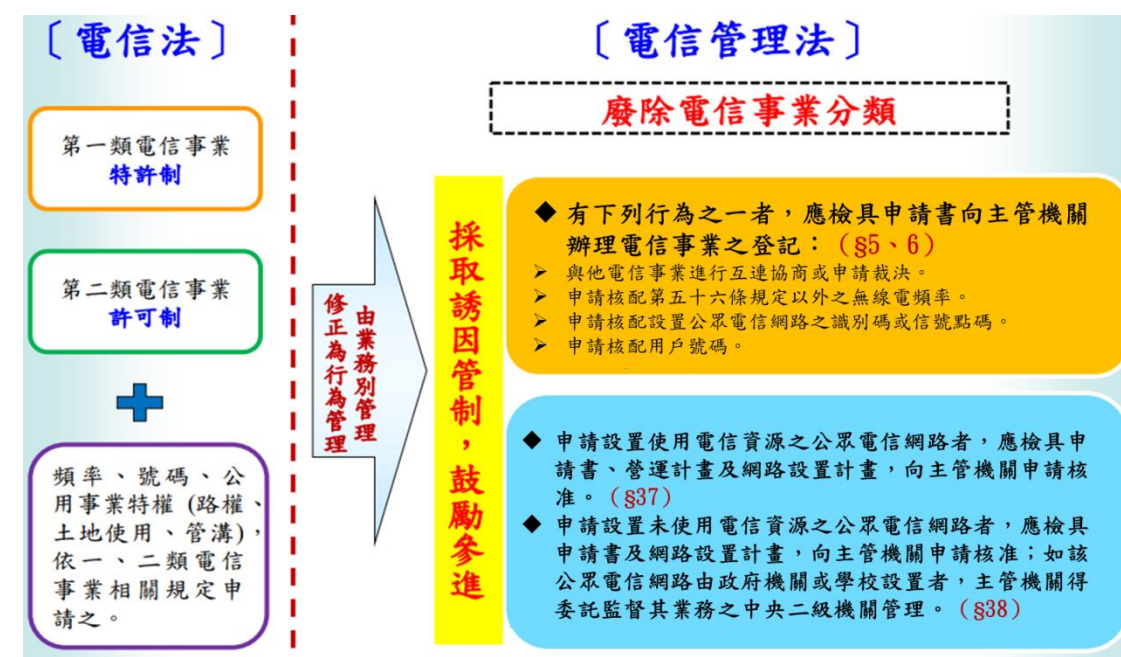 〔電信法〕
第一類電信事業
特許制
第二類電信事業
許可制
頻率、號碼、公
用事業特權 (路權、
土地使用、管溝),
依一、二類電信
事業相關規定申
請之。
〔電信管理法〕
廢除電信事業分類
由業務別管理
修正為行為管理
採取誘因管制，鼓勵參進
◆ 有下列行為之一者，應檢具申請書向主管機關
辦理電信事業之登記：（§5、6）
➢ 與他電信事業進行互連協商或申請裁決。
➢ 申請核配第五十六條規定以外之無線電頻率。
➢ 申請核配設置公眾電信網路之識別碼或信號點碼。
➢ 申請核配用戶號碼。
◆ 申請設置使用電信資源之公眾電信網路者，應檢具申
請書、營運計畫及網路設置計畫，向主管機關申請核
准。（§37）
◆ 申請設置未使用電信資源之公眾電信網路者，應檢具
申請書及網路設置計畫，向主管機關申請核准；如該
公眾電信網路由政府機關或學校設置者，主管機關得
委託監督其業務之中央二級機關管理。（§38）